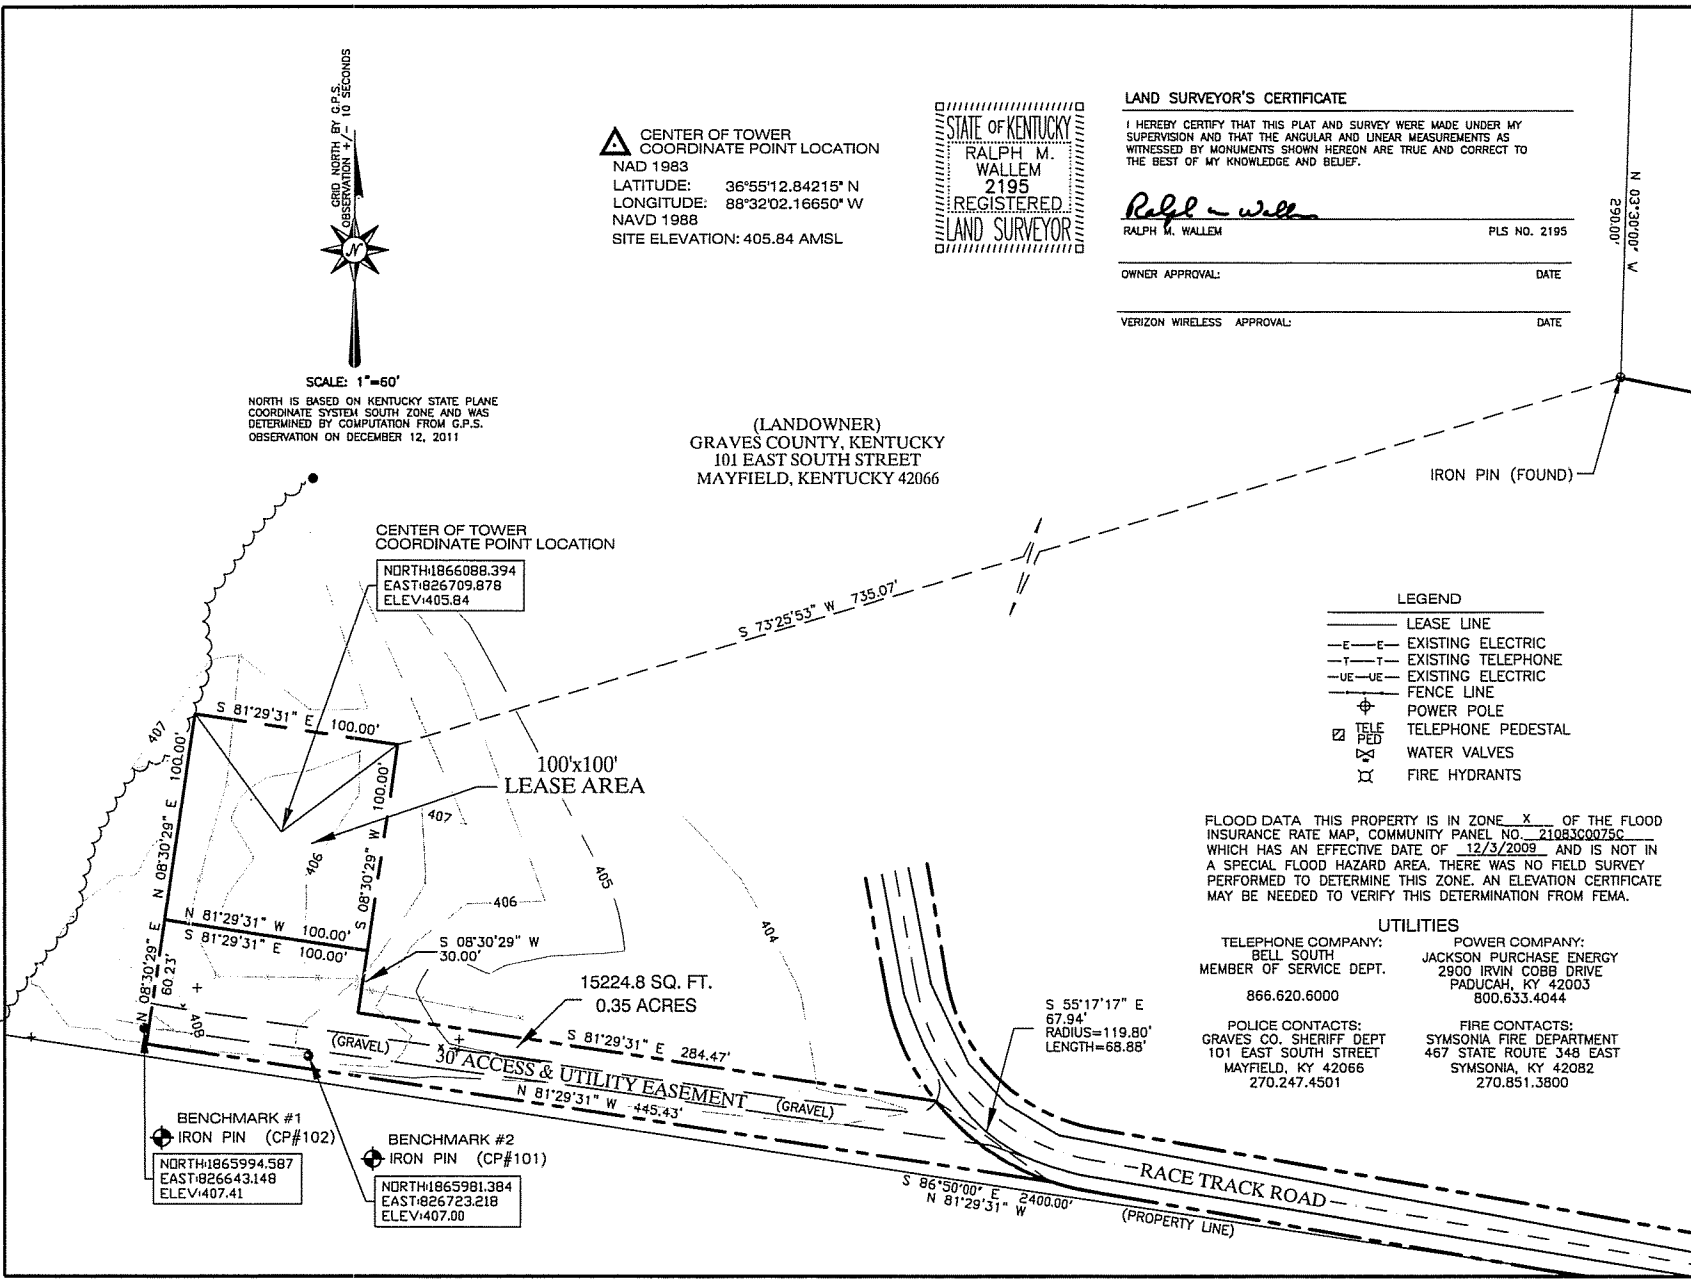 GRID NORTH BY G.P.S.
OBSERVATION +/- 10 SECONDS
N
SCALE: 1"=60'
NORTH IS BASED ON KENTUCKY STATE PLANE
COORDINATE SYSTEM SOUTH ZONE AND WAS
DETERMINED BY COMPUTATION FROM G.P.S.
OBSERVATION ON DECEMBER 12, 2011
CENTER OF TOWER
COORDINATE POINT LOCATION
NAD 1983
LATITUDE: 36°55'12.84215" N
LONGITUDE: 88°32'02.16650" W
NAVD 1988
SITE ELEVATION: 405.84 AMSL
STATE OF KENTUCKY
RALPH M.
WALLEM
2195
REGISTERED
LAND SURVEYOR
LAND SURVEYOR'S CERTIFICATE
I HEREBY CERTIFY THAT THIS PLAT AND SURVEY WERE MADE UNDER MY
SUPERVISION AND THAT THE ANGULAR AND LINEAR MEASUREMENTS AS
WITNESSED BY MONUMENTS SHOWN HEREON ARE TRUE AND CORRECT TO
THE BEST OF MY KNOWLEDGE AND BELIEF.
Ralph M Wallem
RALPH M. WALLEM PLS NO. 2195
OWNER APPROVAL: DATE
VERIZON WIRELESS APPROVAL: DATE
N 03°30'00" W
290.00'
IRON PIN (FOUND)
(LANDOWNER)
GRAVES COUNTY, KENTUCKY
101 EAST SOUTH STREET
MAYFIELD, KENTUCKY 42066
CENTER OF TOWER
COORDINATE POINT LOCATION
NORTH:1866088.394
EAST:826709.878
ELEV:405.84
S 73°25'53" W 735.07'
LEGEND
LEASE LINE
E E EXISTING ELECTRIC
T T EXISTING TELEPHONE
UE UE EXISTING ELECTRIC
FENCE LINE
POWER POLE
TELE PED TELEPHONE PEDESTAL
WATER VALVES
FIRE HYDRANTS
407
S 81°29'31" E 100.00'
N 08°30'29" E 100.00'
S 08°30'29" W 100.00'
100'x100'
LEASE AREA
407
406
406
405
404
N 81°29'31" W 100.00'
S 81°29'31" E 100.00'
N 08°30'29" E
60.23'
408
S 08°30'29" W
30.00'
15224.8 SQ. FT.
0.35 ACRES
S 81°29'31" E 284.47'
(GRAVEL)
30' ACCESS & UTILITY EASEMENT
(GRAVEL)
N 81°29'31" W 445.43'
S 55°17'17" E
67.94'
RADIUS=119.80'
LENGTH=68.88'
FLOOD DATA THIS PROPERTY IS IN ZONE X OF THE FLOOD
INSURANCE RATE MAP, COMMUNITY PANEL NO. 21083C0075C
WHICH HAS AN EFFECTIVE DATE OF 12/3/2009 AND IS NOT IN
A SPECIAL FLOOD HAZARD AREA. THERE WAS NO FIELD SURVEY
PERFORMED TO DETERMINE THIS ZONE. AN ELEVATION CERTIFICATE
MAY BE NEEDED TO VERIFY THIS DETERMINATION FROM FEMA.
UTILITIES
TELEPHONE COMPANY:
BELL SOUTH
MEMBER OF SERVICE DEPT.
866.620.6000
POWER COMPANY:
JACKSON PURCHASE ENERGY
2900 IRVIN COBB DRIVE
PADUCAH, KY 42003
800.633.4044
POLICE CONTACTS:
GRAVES CO. SHERIFF DEPT
101 EAST SOUTH STREET
MAYFIELD, KY 42066
270.247.4501
FIRE CONTACTS:
SYMSONIA FIRE DEPARTMENT
467 STATE ROUTE 348 EAST
SYMSONIA, KY 42082
270.851.3800
BENCHMARK #1
IRON PIN (CP#102)
NORTH:1865994.587
EAST:826643.148
ELEV:407.41
BENCHMARK #2
IRON PIN (CP#101)
NORTH:1865981.384
EAST:826723.218
ELEV:407.00
S 86°50'00" E 2400.00'
N 81°29'31" W
(PROPERTY LINE)
RACE TRACK ROAD